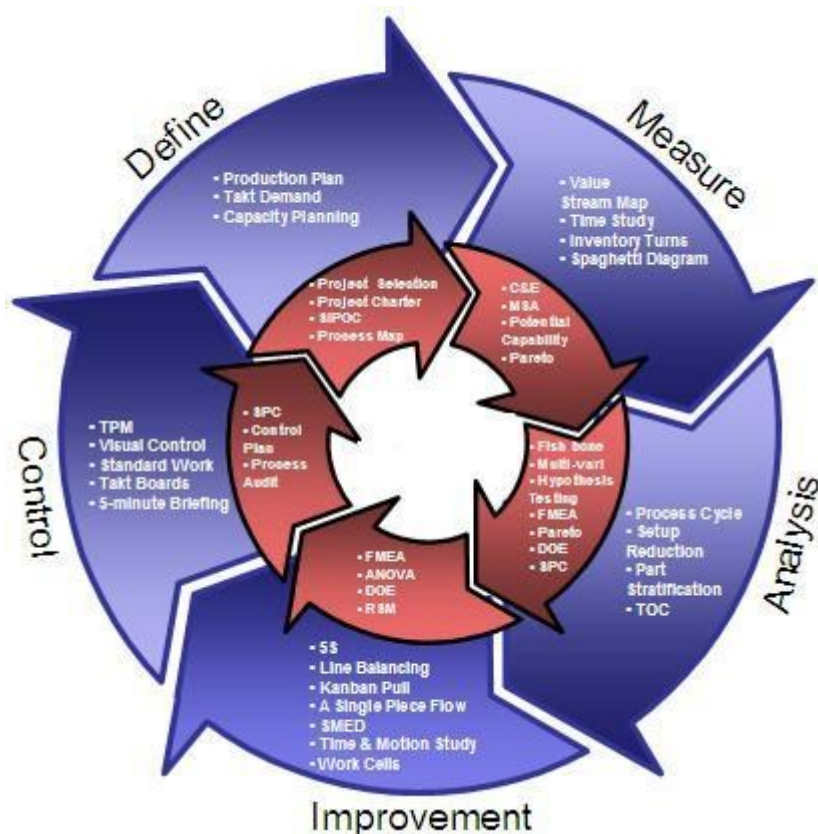 Define
- Production Plan
- Takt Demand
- Capacity Planning
- Project Selection
- Project Charter
- SIPOC
- Process Map
Measure
- Value
Stream Map
- Time Study
- Inventory Turns
- Spaghetti Diagram
- C&E
- MSA
- Potential
Capability
- Pareto
Analysis
- Process Cycle
- Setup
Reduction
- Part
Stratification
- TOC
- Fish bone
- Multi-vari
- Hypothesis
Testing
- FMEA
- Pareto
- DOE
- SPC
Improvement
- 5S
- Line Balancing
- Kanban Pull
- A Single Piece Flow
- SMED
- Time & Motion Study
- Work Cells
- FMEA
- ANOVA
- DOE
- RSM
Control
- TPM
- Visual Control
- Standard Work
- Takt Boards
- 5-minute Briefing
- SPC
- Control
Plan
- Process
Audit